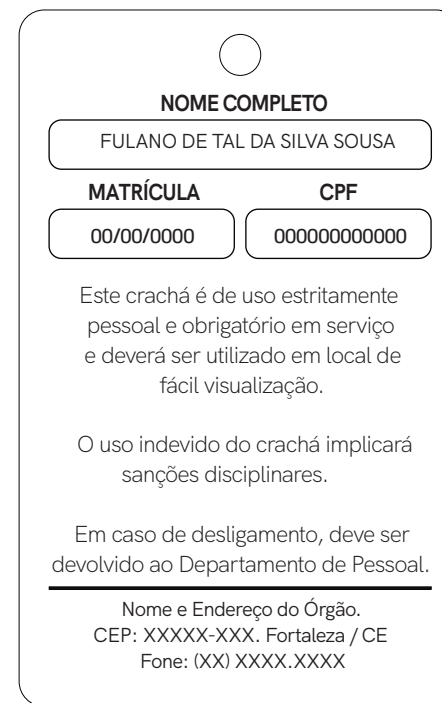 NOME COMPLETO
FULANO DE TAL DA SILVA SOUSA
MATRÍCULA CPF
00/00/0000 000000000000
Este crachá é de uso estritamente
pessoal e obrigatório em serviço
e deverá ser utilizado em local de
fácil visualização.
O uso indevido do crachá implicará
sanções disciplinares.
Em caso de desligamento, deve ser
devolvido ao Departamento de Pessoal.
Nome e Endereço do Órgão.
CEP: XXXXX-XXX. Fortaleza / CE
Fone: (XX) XXXX.XXXX